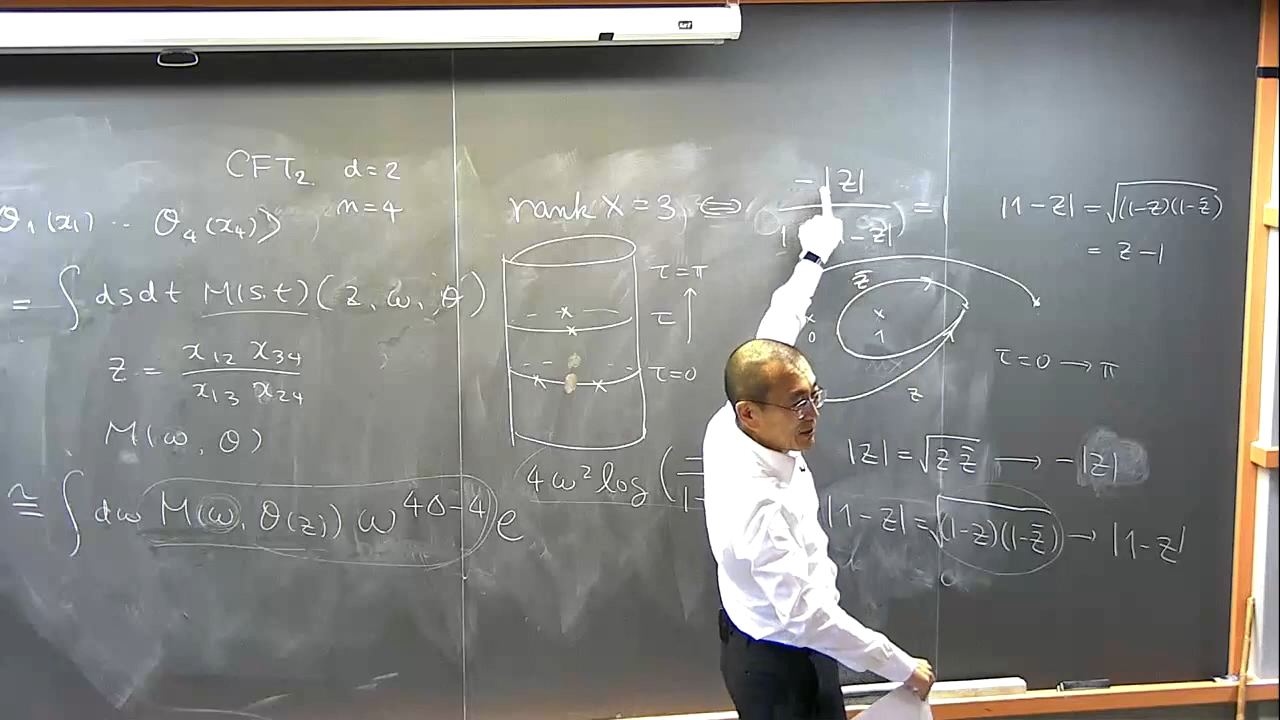 CFT₂ d=2
n=4
O₁(x₁) ⋯ O₄(x₄)⟩
= ∫ ds dt M(s,t) (z, ω, θ)
z = x₁₂ x₃₄ / x₁₃ x₂₄
M(ω, θ)
≅ ∫ dω M(ω, θ(z)) ω^{4Δ-4} e
4ω² log (
rank X = 3 ⇔ -|z| / 1 -z| ) = 1
τ=π
τ
τ=0
z̄
0
1
z
|1-z| = √((1-z)(1-z̄))
= z-1
τ=0 → π
|z| = √(z z̄) → -|z|
|1-z| = √((1-z)(1-z̄)) → |1-z|